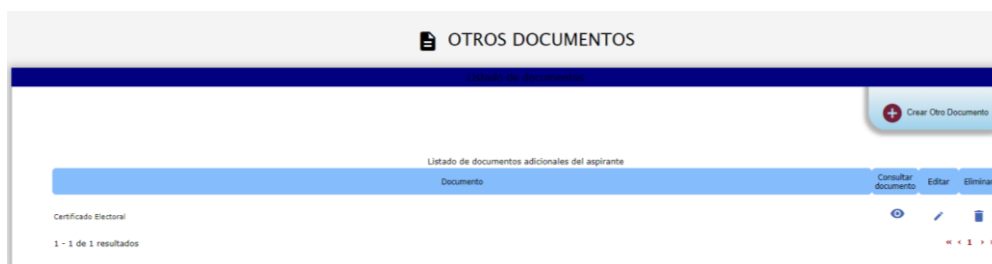 OTROS DOCUMENTOS
Listado de documentos
Crear Otro Documento
Listado de documentos adicionales del aspirante
Documento
Consultar documento
Editar
Eliminar
Certificado Electoral
1 - 1 de 1 resultados
« ‹ 1 ›